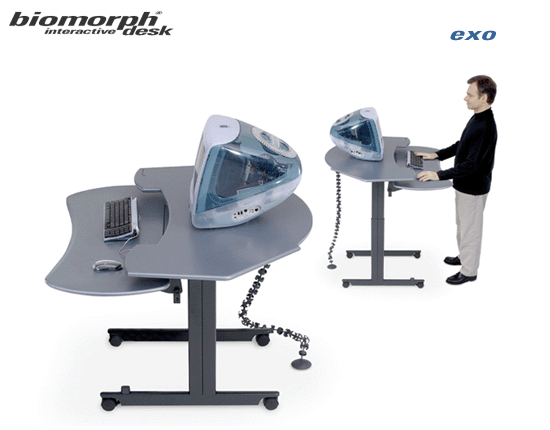 biomorph®
interactive desk
exo